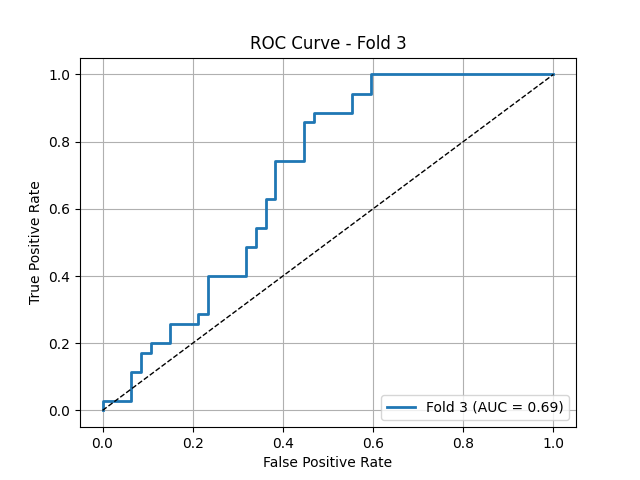 ROC Curve - Fold 3
True Positive Rate
1.0
0.8
0.6
0.4
0.2
0.0
Fold 3 (AUC = 0.69)
0.0 0.2 0.4 0.6 0.8 1.0
False Positive Rate